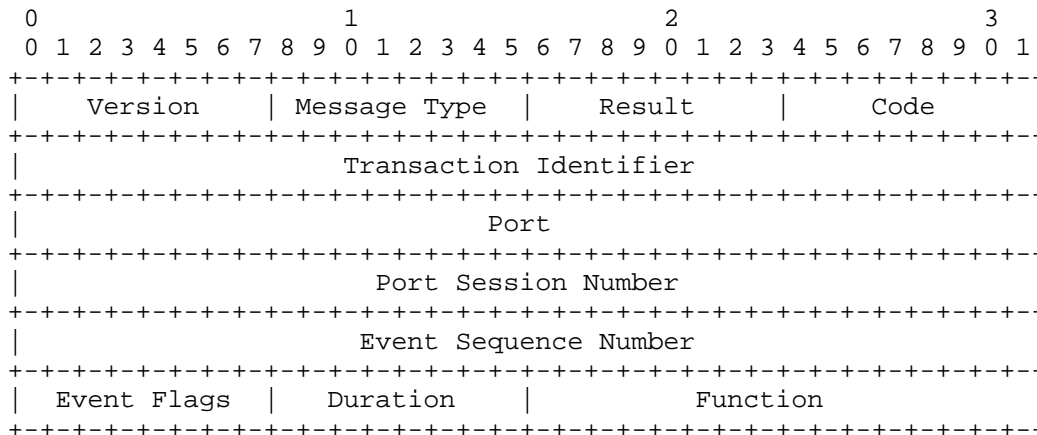 0                   1                   2                   3
 0 1 2 3 4 5 6 7 8 9 0 1 2 3 4 5 6 7 8 9 0 1 2 3 4 5 6 7 8 9 0 1
+-+-+-+-+-+-+-+-+-+-+-+-+-+-+-+-+-+-+-+-+-+-+-+-+-+-+-+-+-+-+-+-
|    Version    | Message Type  |    Result     |     Code
+-+-+-+-+-+-+-+-+-+-+-+-+-+-+-+-+-+-+-+-+-+-+-+-+-+-+-+-+-+-+-+-
|                    Transaction Identifier
+-+-+-+-+-+-+-+-+-+-+-+-+-+-+-+-+-+-+-+-+-+-+-+-+-+-+-+-+-+-+-+-
|                             Port
+-+-+-+-+-+-+-+-+-+-+-+-+-+-+-+-+-+-+-+-+-+-+-+-+-+-+-+-+-+-+-+-
|                      Port Session Number
+-+-+-+-+-+-+-+-+-+-+-+-+-+-+-+-+-+-+-+-+-+-+-+-+-+-+-+-+-+-+-+-
|                     Event Sequence Number
+-+-+-+-+-+-+-+-+-+-+-+-+-+-+-+-+-+-+-+-+-+-+-+-+-+-+-+-+-+-+-+-
|  Event Flags  |   Duration    |          Function
+-+-+-+-+-+-+-+-+-+-+-+-+-+-+-+-+-+-+-+-+-+-+-+-+-+-+-+-+-+-+-+-